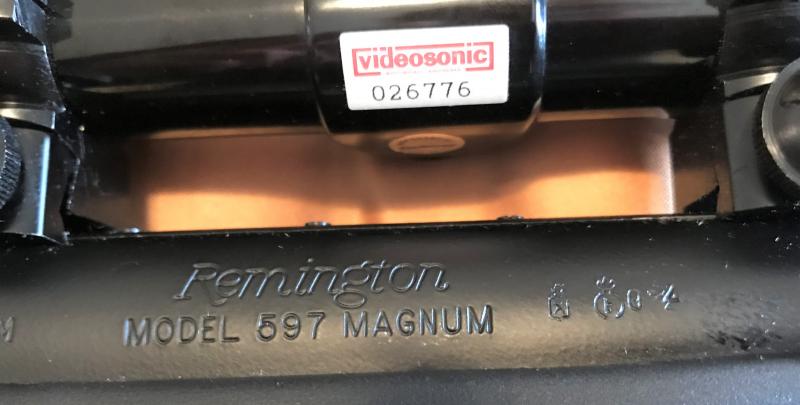 videosonic
026776
Remington
MODEL 597 MAGNUM